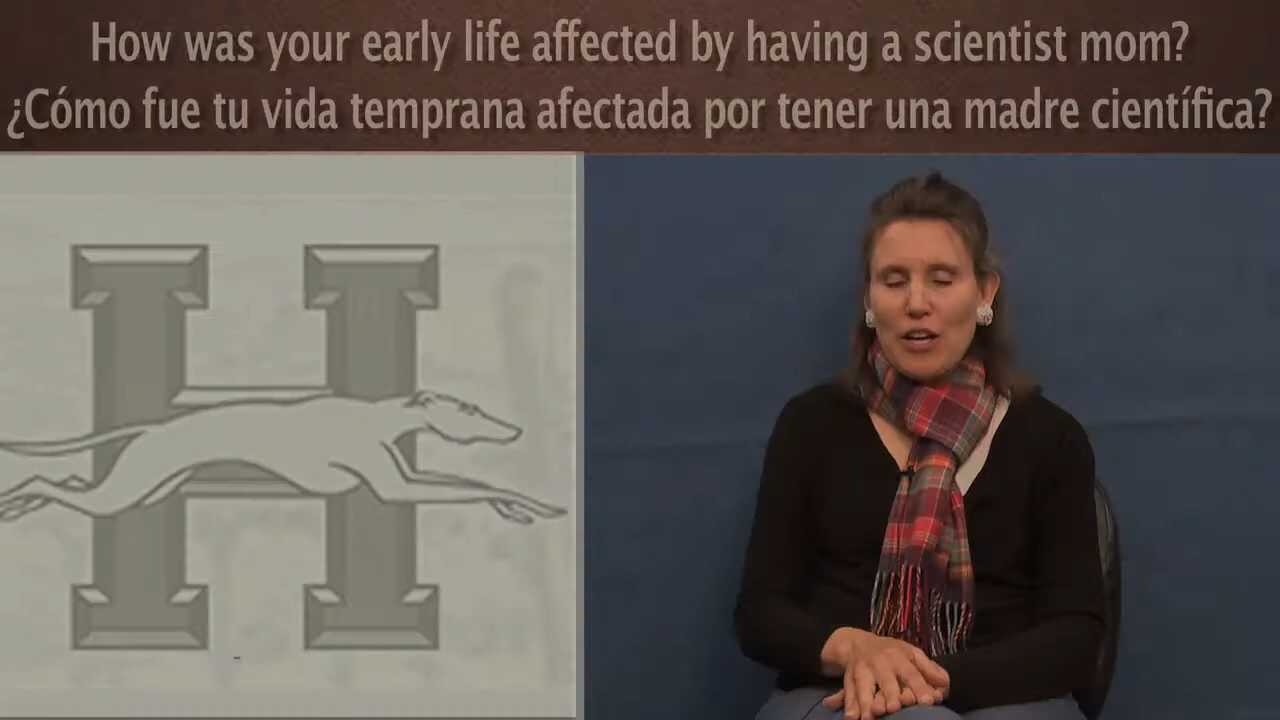 How was your early life affected by having a scientist mom?
¿Cómo fue tu vida temprana afectada por tener una madre científica?
H